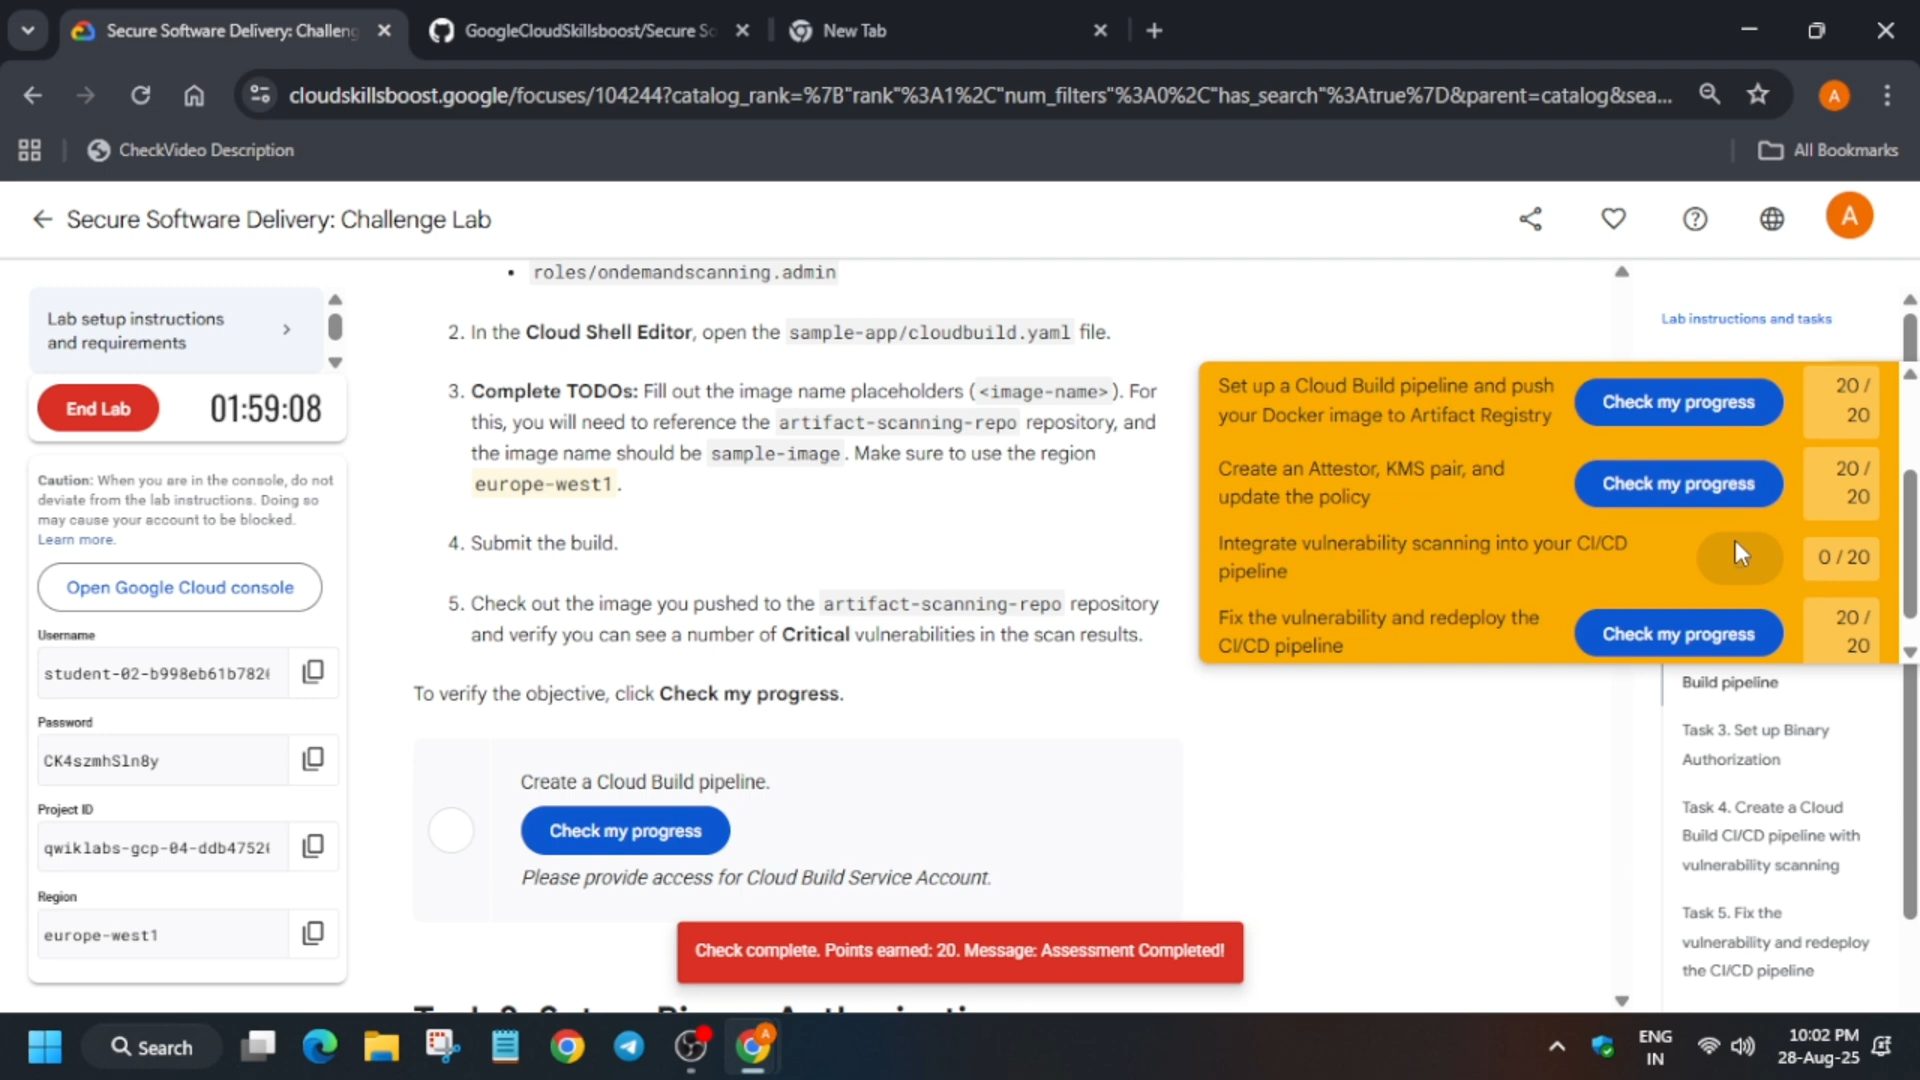 Secure Software Delivery: Challeng
GoogleCloudSkillsboost/Secure So
New Tab
cloudskillsboost.google/focuses/104244?catalog_rank=%7B"rank"%3A1%2C"num_filters"%3A0%2C"has_search"%3Atrue%7D&parent=catalog&sea...
A
CheckVideo Description
All Bookmarks
Secure Software Delivery: Challenge Lab
A
Lab setup instructions
and requirements
End Lab
01:59:08
Caution: When you are in the console, do not
deviate from the lab instructions. Doing so
may cause your account to be blocked.
Learn more.
Open Google Cloud console
Username
student-02-b998eb61b7820
Password
CK4szmhSln8y
Project ID
qwiklabs-gcp-04-ddb47520
Region
europe-west1
• roles/ondemandscanning.admin
2. In the Cloud Shell Editor, open the sample-app/cloudbuild.yaml file.
3. Complete TODOs: Fill out the image name placeholders (<image-name>). For
this, you will need to reference the artifact-scanning-repo repository, and
the image name should be sample-image. Make sure to use the region
europe-west1.
4. Submit the build.
5. Check out the image you pushed to the artifact-scanning-repo repository
and verify you can see a number of Critical vulnerabilities in the scan results.
To verify the objective, click Check my progress.
Create a Cloud Build pipeline.
Check my progress
Please provide access for Cloud Build Service Account.
Check complete. Points earned: 20. Message: Assessment Completed!
Lab instructions and tasks
Set up a Cloud Build pipeline and push
your Docker image to Artifact Registry
Check my progress
20 /
20
Create an Attestor, KMS pair, and
update the policy
Check my progress
20 /
20
Integrate vulnerability scanning into your CI/CD
pipeline
0 / 20
Fix the vulnerability and redeploy the
CI/CD pipeline
Check my progress
20 /
20
Build pipeline
Task 3. Set up Binary
Authorization
Task 4. Create a Cloud
Build CI/CD pipeline with
vulnerability scanning
Task 5. Fix the
vulnerability and redeploy
the CI/CD pipeline
Search
A
ENG
IN
10:02 PM
28-Aug-25